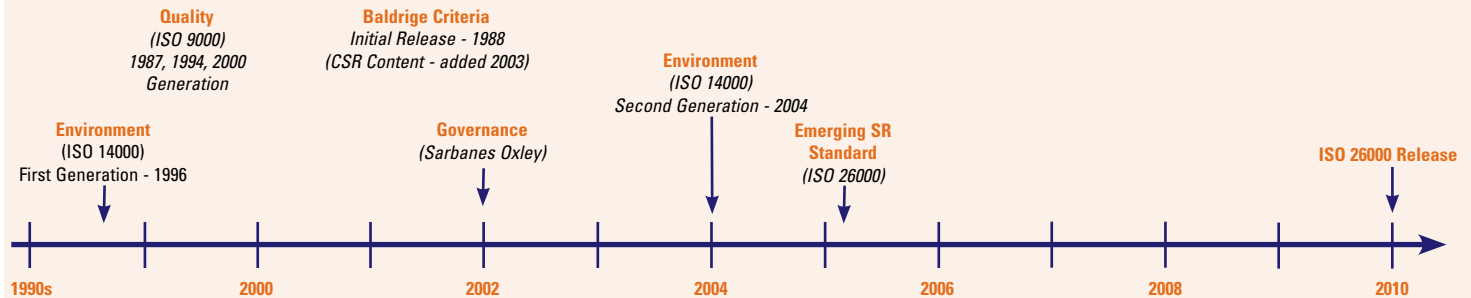 Quality
(ISO 9000)
1987, 1994, 2000
Generation
Baldrige Criteria
Initial Release - 1988
(CSR Content - added 2003)
Environment
(ISO 14000)
Second Generation - 2004
Environment
(ISO 14000)
First Generation - 1996
Governance
(Sarbanes Oxley)
Emerging SR
Standard
(ISO 26000)
ISO 26000 Release
1990s
2000
2002
2004
2006
2008
2010